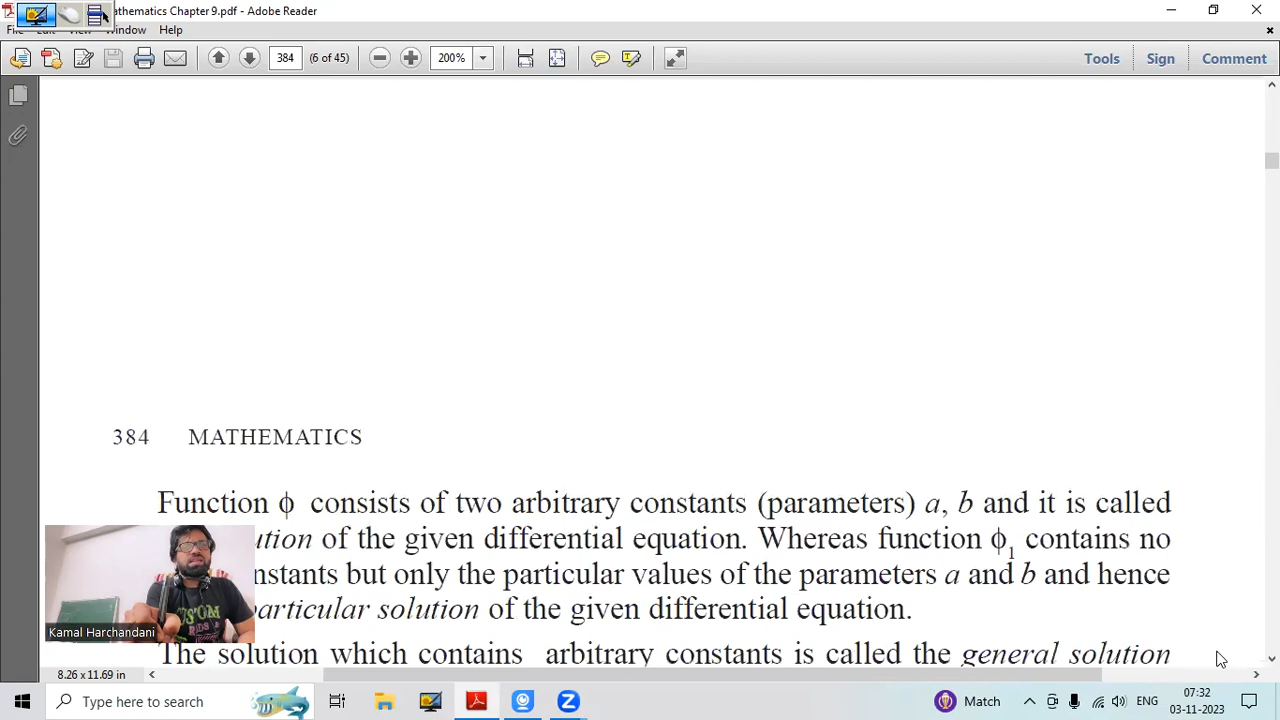 athematics Chapter 9.pdf - Adobe Reader
File Edit View Window Help
384 (6 of 45) 200% Tools Sign Comment
384 MATHEMATICS
Function ϕ consists of two arbitrary constants (parameters) a, b and it is called
ution of the given differential equation. Whereas function ϕ1 contains no
nstants but only the particular values of the parameters a and b and hence
particular solution of the given differential equation.
The solution which contains arbitrary constants is called the general solution
CUSTOM
Kamal Harchandani
8.26 x 11.69 in
Type here to search
Match
ENG
07:32
03-11-2023